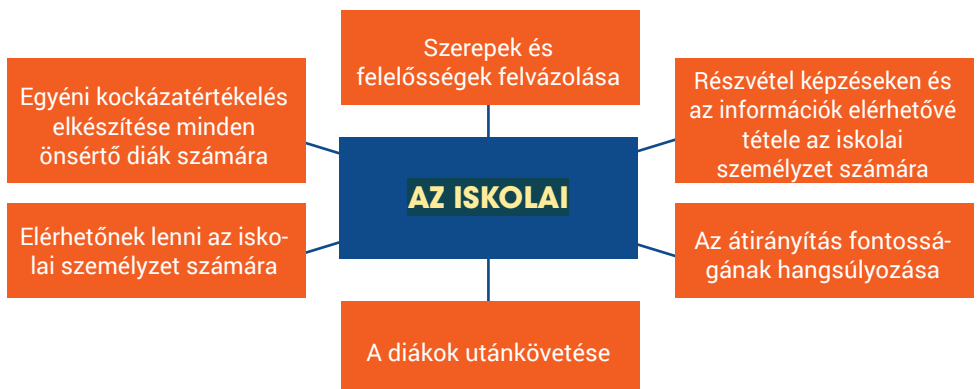 Szerepek és
felelősségek felvázolása
Egyéni kockázatértékelés
elkészítése minden
önsértő diák számára
Részvétel képzéseken és
az információk elérhetővé
tétele az iskolai
személyzet számára
AZ ISKOLAI
Elérhetőnek lenni az isko-
lai személyzet számára
Az átirányítás fontossá-
gának hangsúlyozása
A diákok utánkövetése